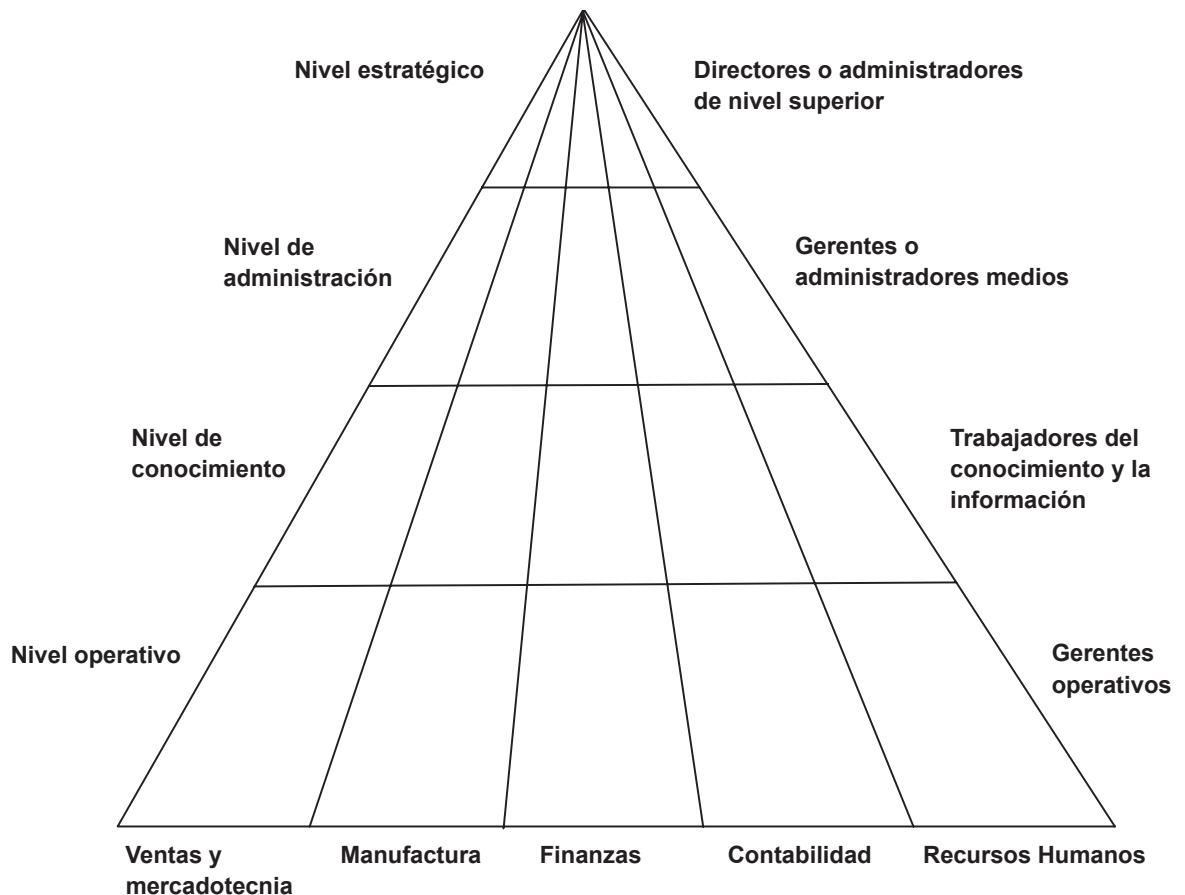 Nivel estratégico
Directores o administradores
de nivel superior
Nivel de
administración
Gerentes o
administradores medios
Nivel de
conocimiento
Trabajadores del
conocimiento y la
información
Nivel operativo
Gerentes
operativos
Ventas y
mercadotecnia
Manufactura
Finanzas
Contabilidad
Recursos Humanos